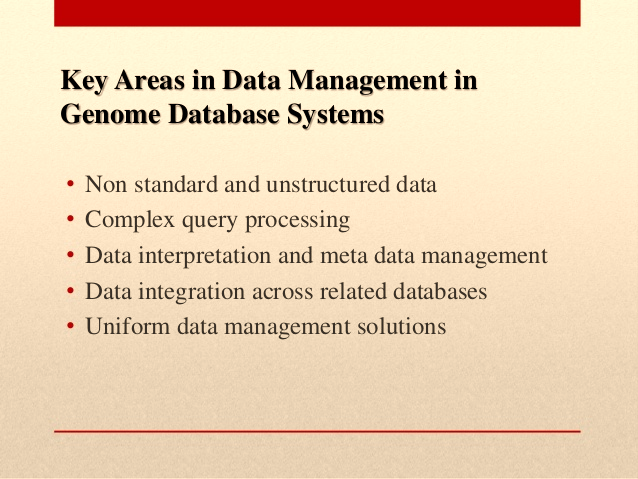 Key Areas in Data Management in
Genome Database Systems
• Non standard and unstructured data
• Complex query processing
• Data interpretation and meta data management
• Data integration across related databases
• Uniform data management solutions